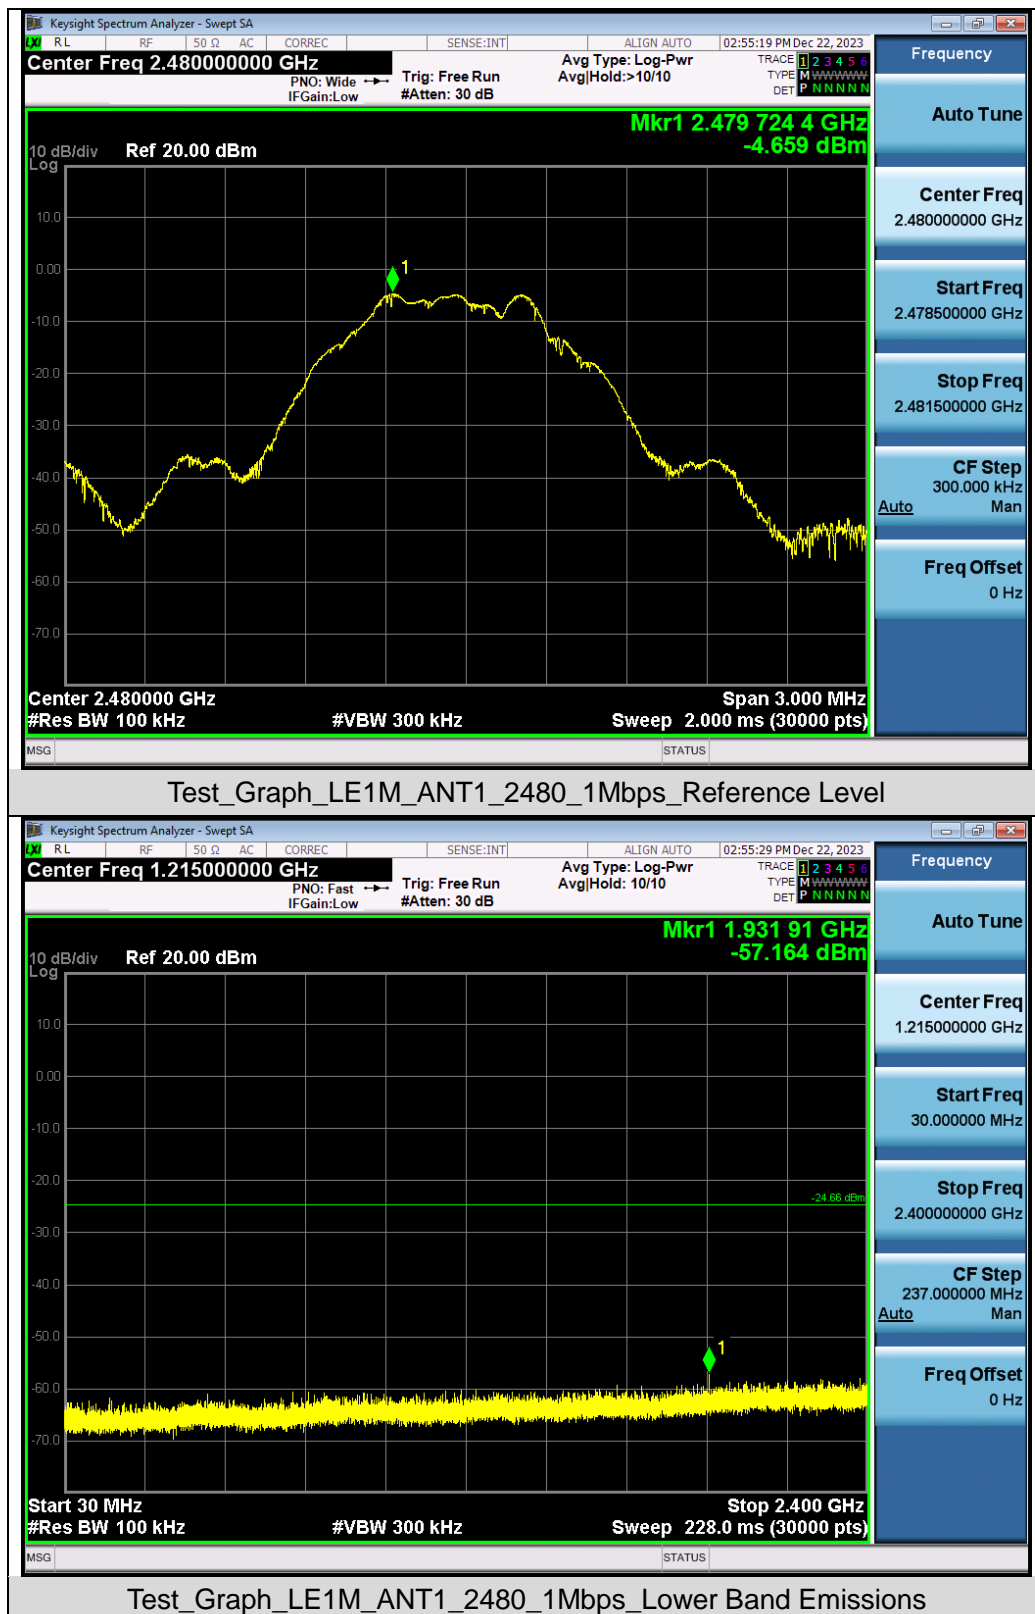 Keysight Spectrum Analyzer - Swept SA
LXI RL RF 50 Ω AC CORREC SENSE:INT ALIGN AUTO 02:55:19 PM Dec 22, 2023
Center Freq 2.480000000 GHz
PNO: Wide
IFGain:Low
Trig: Free Run
#Atten: 30 dB
Avg Type: Log-Pwr
Avg|Hold:>10/10
TRACE 1 2 3 4 5 6
TYPE M WWWWW
DET P N N N N N
Mkr1 2.479 724 4 GHz
-4.659 dBm
10 dB/div Ref 20.00 dBm
Log
10.0
0.00
-10.0
-20.0
-30.0
-40.0
-50.0
-60.0
-70.0
1
Center 2.480000 GHz Span 3.000 MHz
#Res BW 100 kHz #VBW 300 kHz Sweep 2.000 ms (30000 pts)
MSG STATUS
Frequency
Auto Tune
Center Freq
2.480000000 GHz
Start Freq
2.478500000 GHz
Stop Freq
2.481500000 GHz
CF Step
300.000 kHz
Auto Man
Freq Offset
0 Hz
Test_Graph_LE1M_ANT1_2480_1Mbps_Reference Level
Keysight Spectrum Analyzer - Swept SA
LXI RL RF 50 Ω AC CORREC SENSE:INT ALIGN AUTO 02:55:29 PM Dec 22, 2023
Center Freq 1.215000000 GHz
PNO: Fast
IFGain:Low
Trig: Free Run
#Atten: 30 dB
Avg Type: Log-Pwr
Avg|Hold: 10/10
TRACE 1 2 3 4 5 6
TYPE M WWWWW
DET P N N N N N
Mkr1 1.931 91 GHz
-57.164 dBm
10 dB/div Ref 20.00 dBm
Log
10.0
0.00
-10.0
-20.0
-24.66 dBm
-30.0
-40.0
-50.0
-60.0
-70.0
1
Start 30 MHz Stop 2.400 GHz
#Res BW 100 kHz #VBW 300 kHz Sweep 228.0 ms (30000 pts)
MSG STATUS
Frequency
Auto Tune
Center Freq
1.215000000 GHz
Start Freq
30.000000 MHz
Stop Freq
2.400000000 GHz
CF Step
237.000000 MHz
Auto Man
Freq Offset
0 Hz
Test_Graph_LE1M_ANT1_2480_1Mbps_Lower Band Emissions